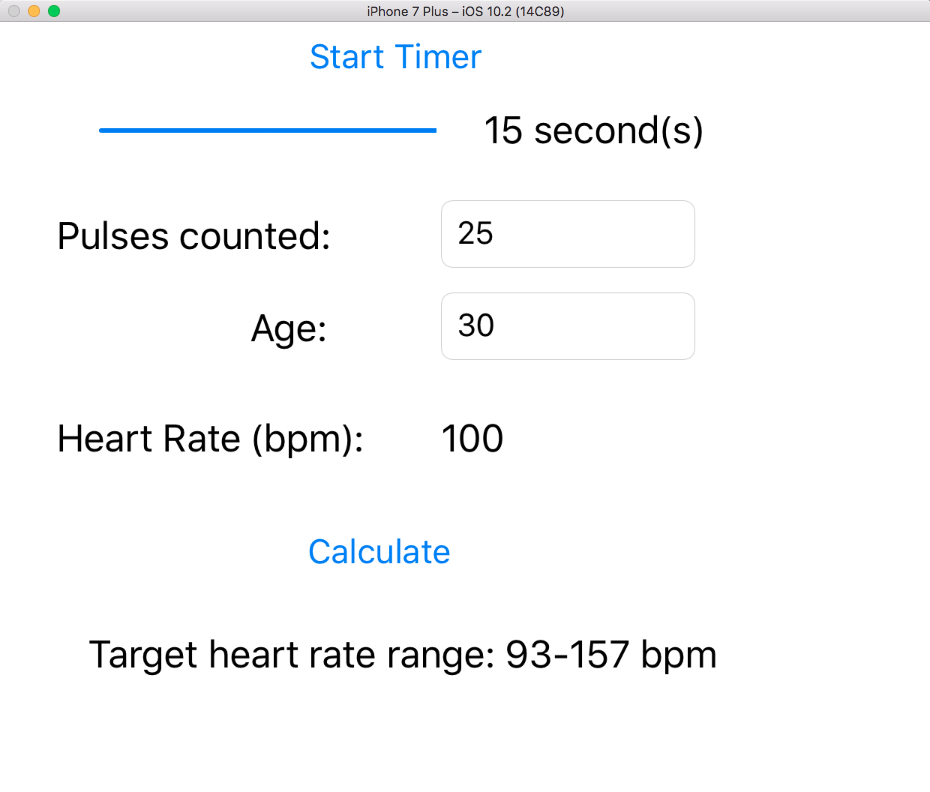 iPhone 7 Plus – iOS 10.2 (14C89)
Start Timer
15 second(s)
Pulses counted: 25
Age: 30
Heart Rate (bpm): 100
Calculate
Target heart rate range: 93-157 bpm